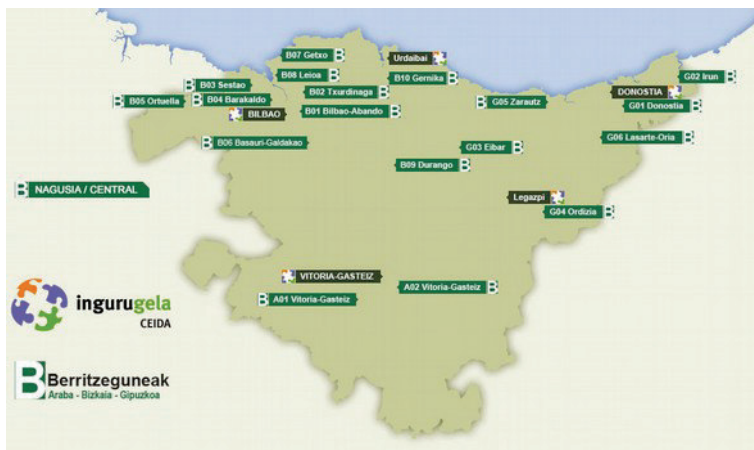 B07 Getxo
Urdaibai
B08 Leioa
B10 Gernika
G02 Irun
B03 Sestao
B02 Txurdinaga
DONOSTIA
B05 Ortuella
B04 Barakaldo
G05 Zarautz
G01 Donostia
BILBAO
B01 Bilbao-Abando
B06 Basauri-Galdakao
G03 Eibar
G06 Lasarte-Oria
B09 Durango
B NAGUSIA / CENTRAL
Legazpi
G04 Ordizia
VITORIA-GASTEIZ
A02 Vitoria-Gasteiz
A01 Vitoria-Gasteiz
ingurugela
CEIDA
B Berritzeguneak
Araba - Bizkaia - Gipuzkoa